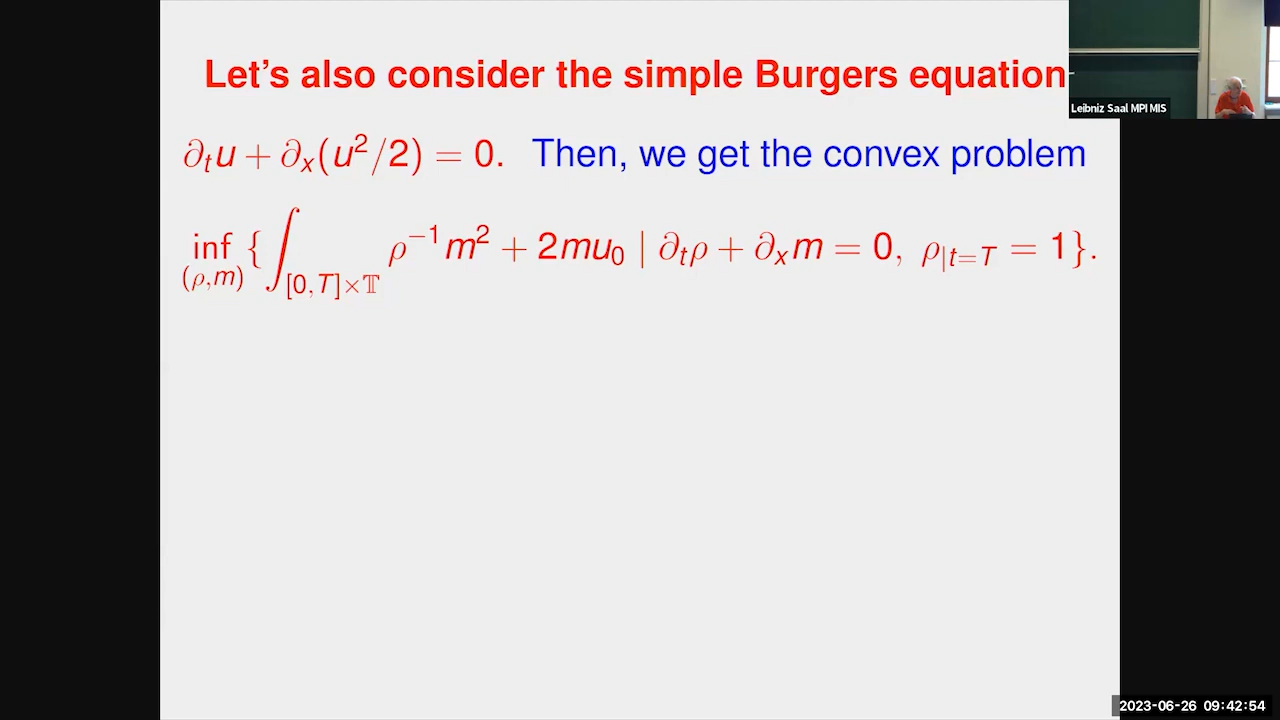 Let's also consider the simple Burgers equation
Leibniz Saal MPI MIS
∂ₜu + ∂ₓ(u²/2) = 0. Then, we get the convex problem
inf_{(ρ,m)} { ∫_{[0,T]×𝕋} ρ⁻¹m² + 2mu₀ | ∂ₜρ + ∂ₓm = 0, ρ_{|t=T} = 1}.
2023-06-26 09:42:54